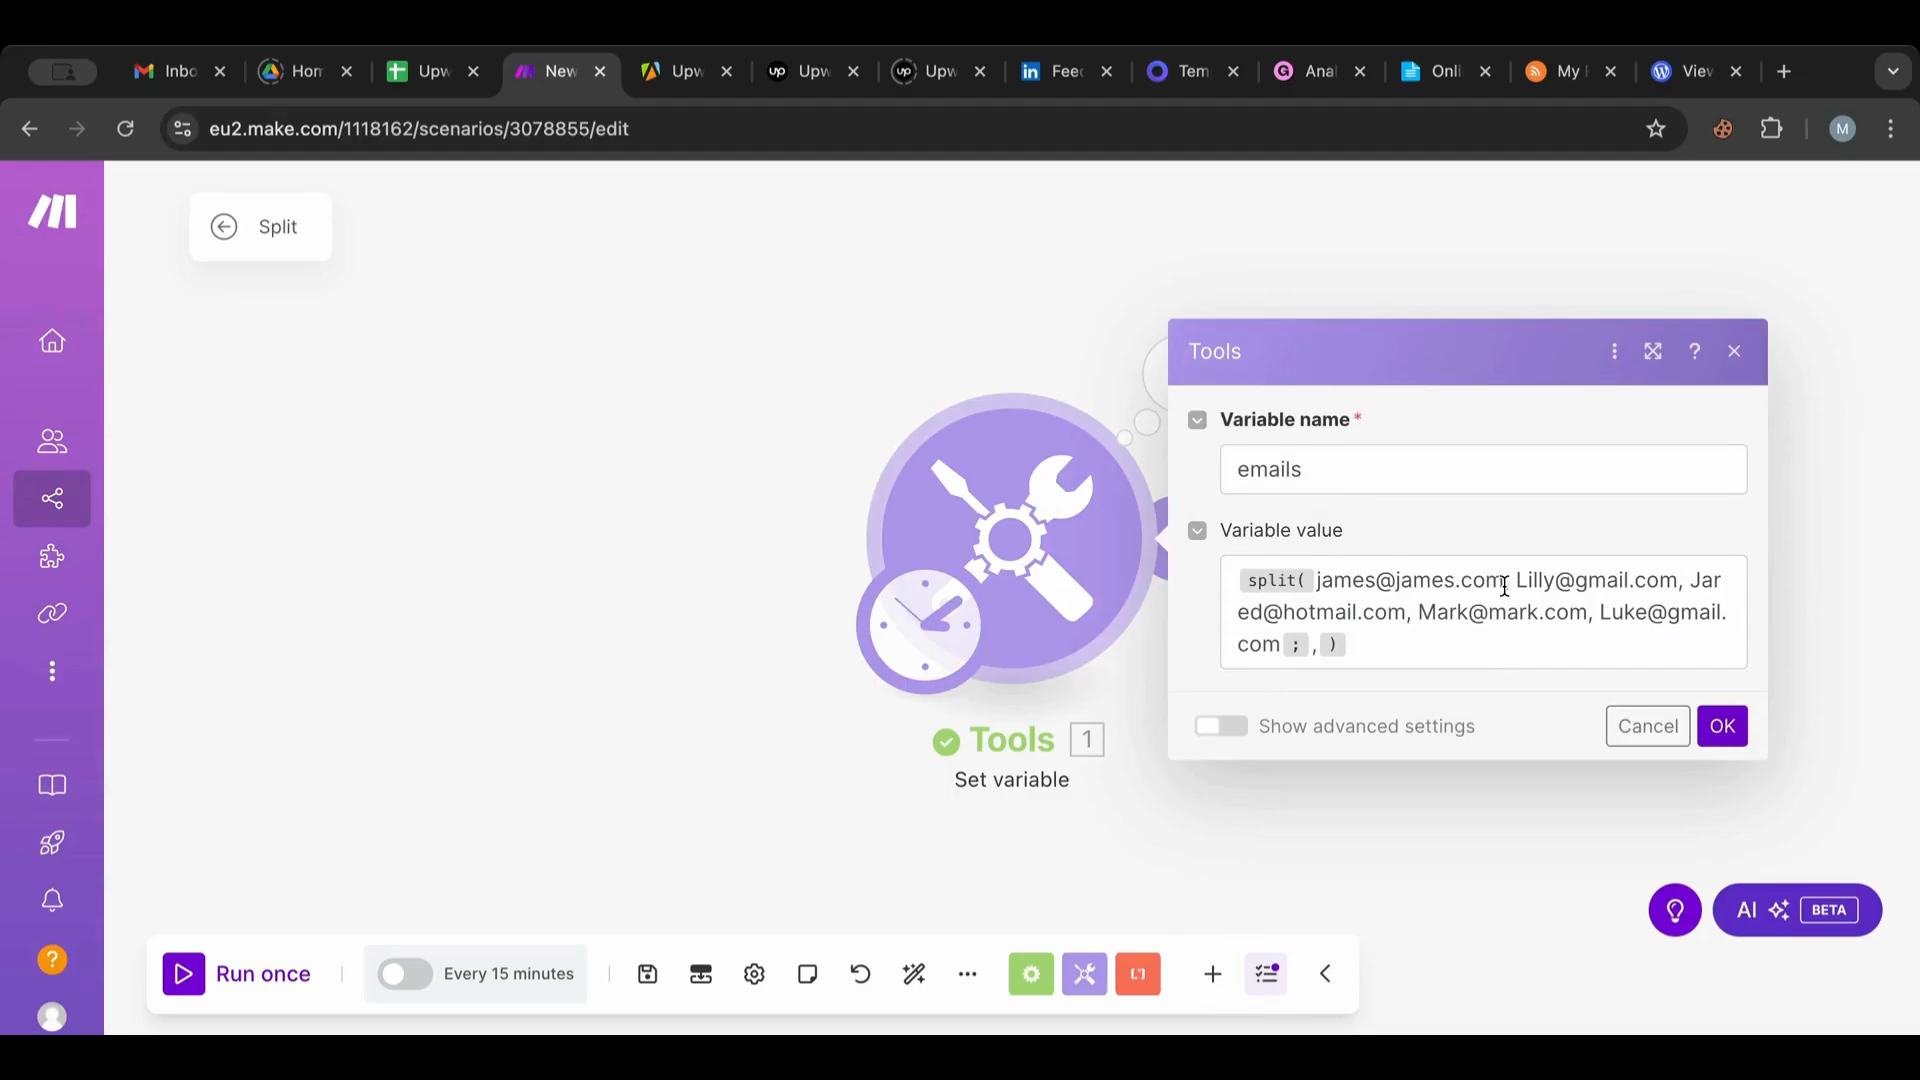 Inbo
Hom
Upw
New
Upw
Upw
Upw
Feec
Tem
Anal
Onli
My
View
eu2.make.com/1118162/scenarios/3078855/edit
M
Split
Tools
Variable name *
emails
Variable value
split( james@james.com, Lilly@gmail.com, Jar
ed@hotmail.com, Mark@mark.com, Luke@gmail.
com ; , )
Show advanced settings
Cancel
OK
Tools 1
Set variable
AI BETA
Run once
Every 15 minutes